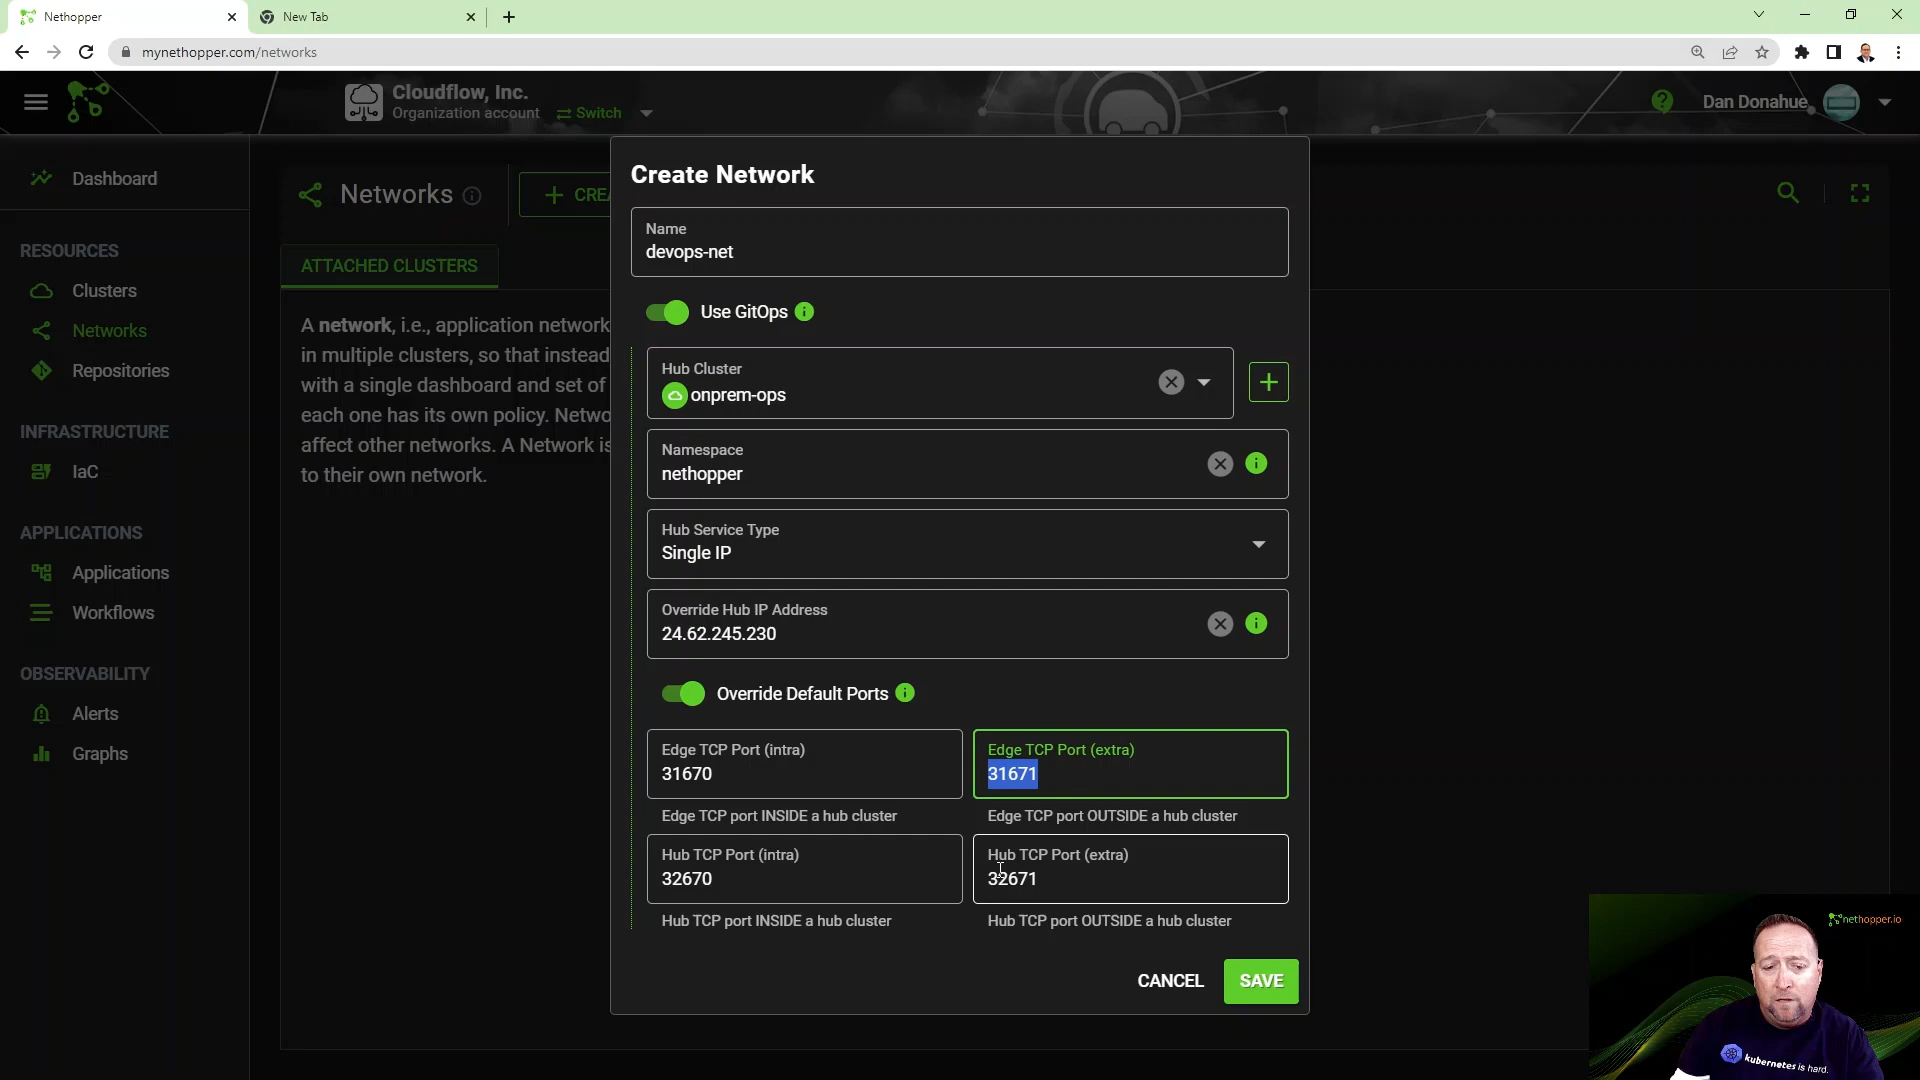 Nethopper
New Tab
mynethopper.com/networks
Cloudflow, Inc.
Organization account
Switch
Dan Donahue
Dashboard
RESOURCES
Clusters
Networks
Repositories
INFRASTRUCTURE
IaC
APPLICATIONS
Applications
Workflows
OBSERVABILITY
Alerts
Graphs
Networks
CREA
ATTACHED CLUSTERS
A network, i.e., application network
in multiple clusters, so that instead
with a single dashboard and set of
each one has its own policy. Netwo
affect other networks. A Network is
to their own network.
Create Network
Name
devops-net
Use GitOps
Hub Cluster
onprem-ops
Namespace
nethopper
Hub Service Type
Single IP
Override Hub IP Address
24.62.245.230
Override Default Ports
Edge TCP Port (intra)
31670
Edge TCP port INSIDE a hub cluster
Edge TCP Port (extra)
31671
Edge TCP port OUTSIDE a hub cluster
Hub TCP Port (intra)
32670
Hub TCP port INSIDE a hub cluster
Hub TCP Port (extra)
32671
Hub TCP port OUTSIDE a hub cluster
CANCEL
SAVE
nethopper.io
kubernetes is hard.